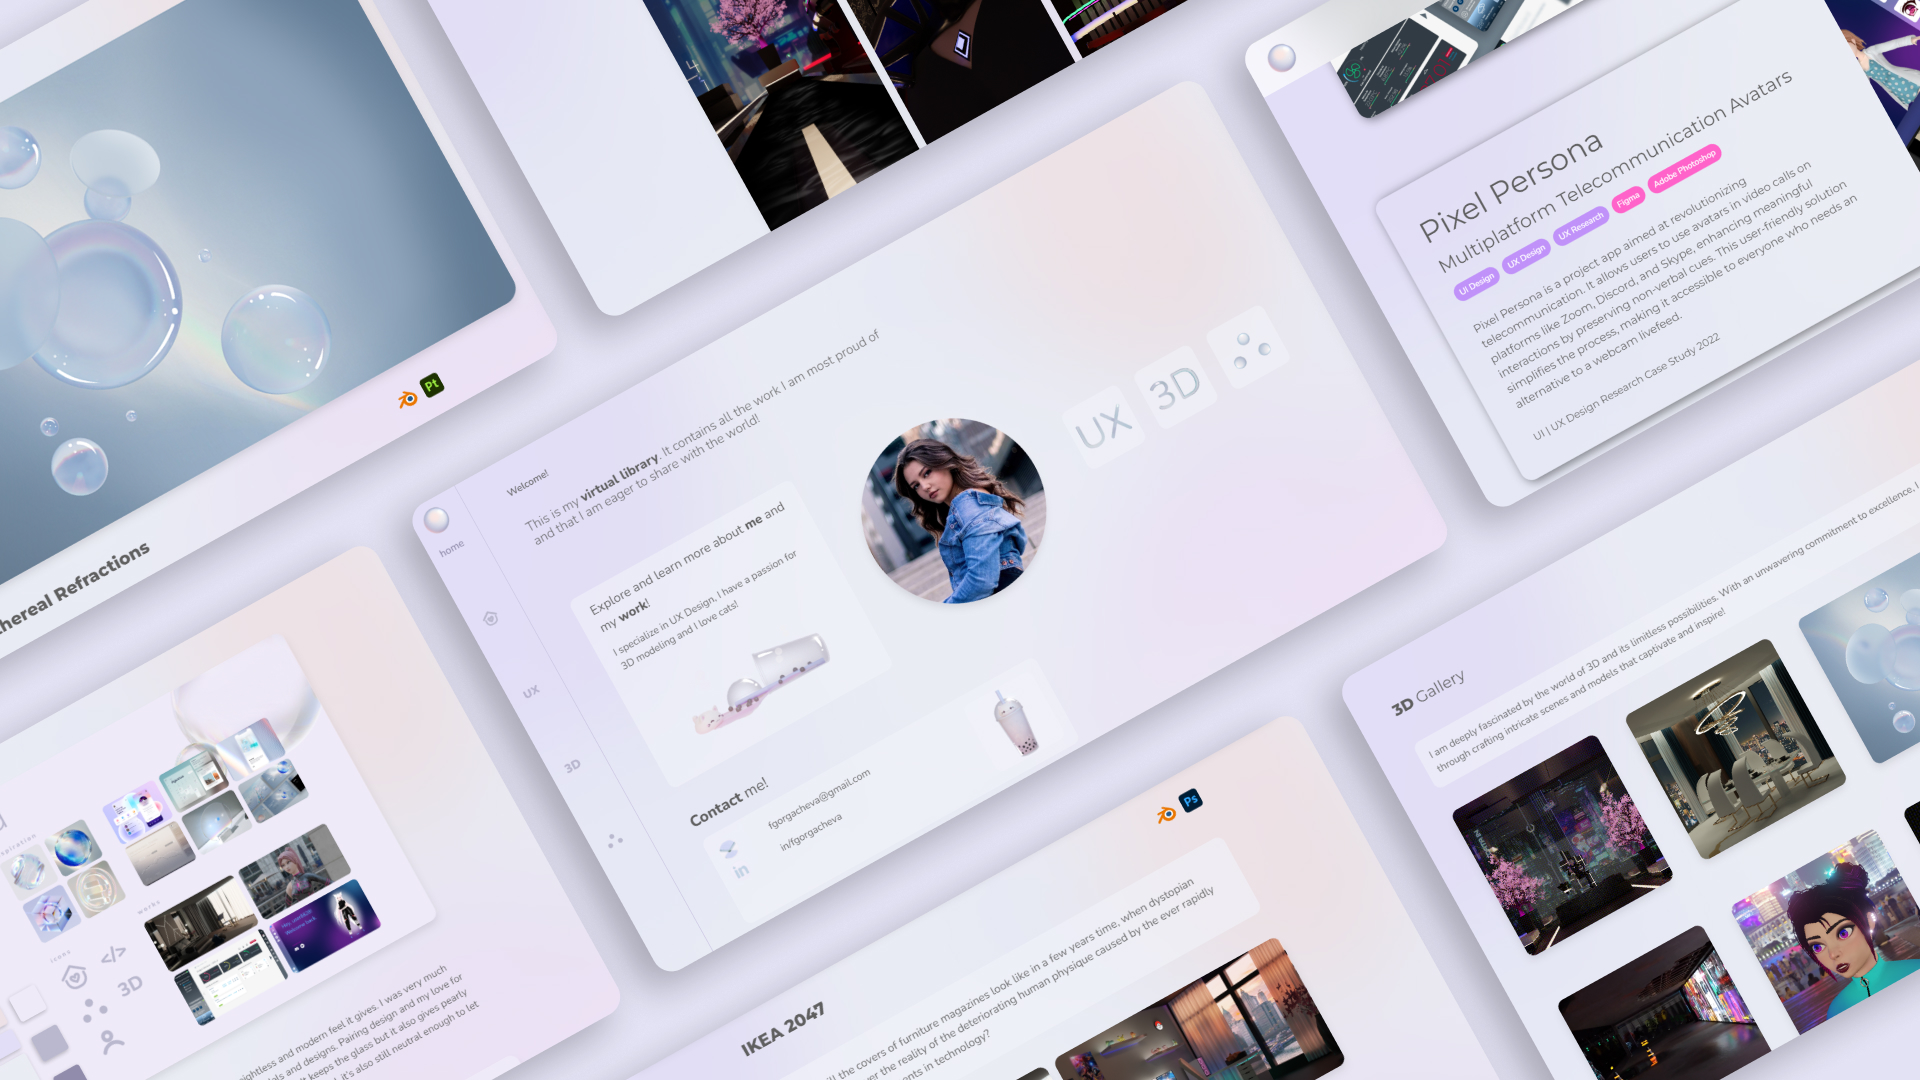 Pt
hereal Refractions
Pixel Persona
Multiplatform Telecommunication Avatars
UI Design
UX Design
UX Research
Figma
Adobe Photoshop
Pixel Persona is a project app aimed at revolutionizing
telecommunication. It allows users to use avatars in video calls on
platforms like Zoom, Discord, and Skype, enhancing meaningful
interactions by preserving non-verbal cues. This user-friendly solution
simplifies the process, making it accessible to everyone who needs an
alternative to a webcam livefeed.
UI | UX Design Research Case Study 2022
home
UX
3D
Welcome!
This is my virtual library. It contains all the work I am most proud of
and that I am eager to share with the world!
Explore and learn more about me and
my work!
I specialize in UX Design, I have a passion for
3D modeling and I love cats!
UX
3D
Contact me!
fgorgacheva@gmail.com
in
in/fgorgacheva
icons
works
</>
3D
eightless and modern feel it gives. I was very much
ials and designs. Pairing design and my love for
it keeps the glass but it also gives pearly
it's also still neutral enough to let
Ps
IKEA 2047
ll the covers of furniture magazines look like in a few years time, when dystopian
er the reality of the deteriorating human physique caused by the ever rapidly
ents in technology?
3D Gallery
I am deeply fascinated by the world of 3D and its limitless possibilities. With an unwavering commitment to excellence, I
through crafting intricate scenes and models that captivate and inspire!